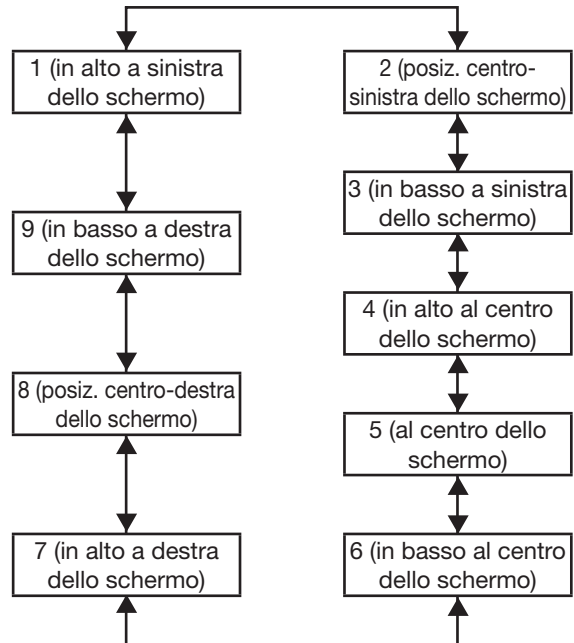 1 (in alto a sinistra
dello schermo)
2 (posiz. centro-
sinistra dello schermo)
3 (in basso a sinistra
dello schermo)
9 (in basso a destra
dello schermo)
4 (in alto al centro
dello schermo)
8 (posiz. centro-destra
dello schermo)
5 (al centro dello
schermo)
7 (in alto a destra
dello schermo)
6 (in basso al centro
dello schermo)